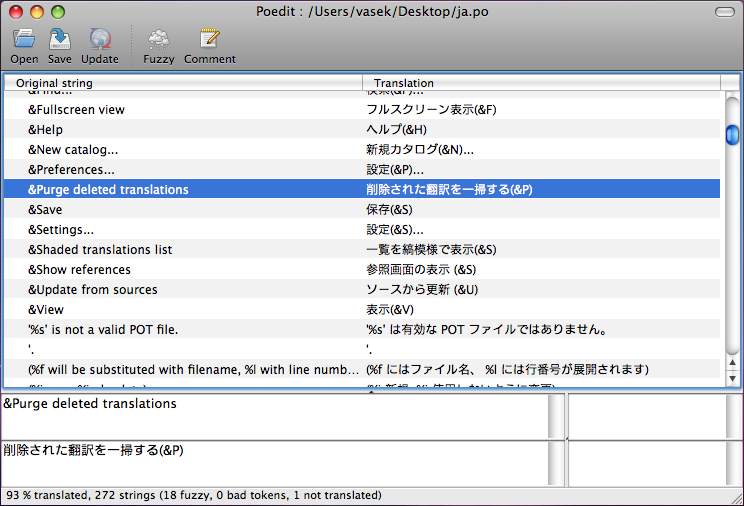 Poedit : /Users/vasek/Desktop/ja.po
Open Save Update Fuzzy Comment
Original string Translation
&Find... 検索(&F)...
&Fullscreen view フルスクリーン表示(&F)
&Help ヘルプ(&H)
&New catalog... 新規カタログ(&N)...
&Preferences... 設定(&P)...
&Purge deleted translations 削除された翻訳を一掃する(&P)
&Save 保存(&S)
&Settings... 設定(&S)...
&Shaded translations list 一覧を縞模様で表示(&S)
&Show references 参照画面の表示 (&S)
&Update from sources ソースから更新 (&U)
&View 表示(&V)
'%s' is not a valid POT file. '%s' は有効な POT ファイルではありません。
'. '.
(%f will be substituted with filename, %l with line numb... (%f にはファイル名、 %l には行番号が展開されます)
&Purge deleted translations
削除された翻訳を一掃する(&P)
93 % translated, 272 strings (18 fuzzy, 0 bad tokens, 1 not translated)